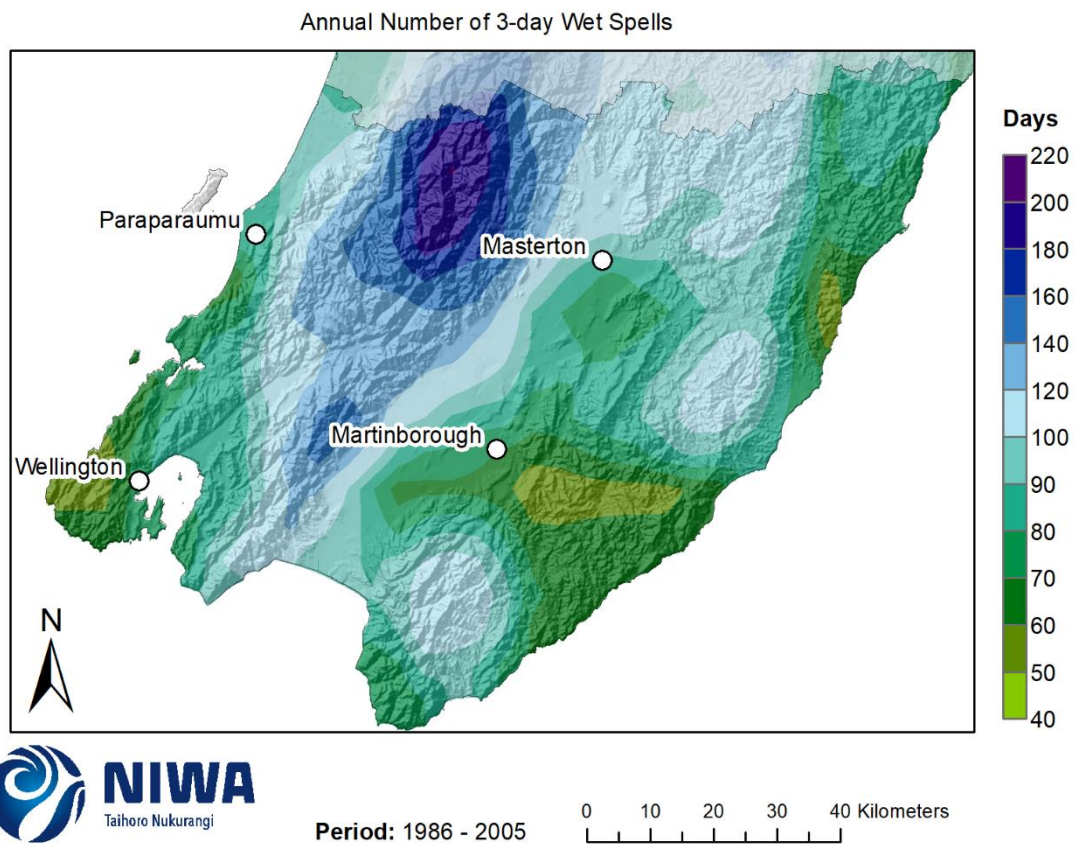 Annual Number of 3-day Wet Spells
Paraparaumu
Masterton
Martinborough
Wellington
N
Days
220
200
180
160
140
120
100
90
80
70
60
50
40
NIWA
Taihoro Nukurangi
Period: 1986 - 2005
0 10 20 30 40 Kilometers